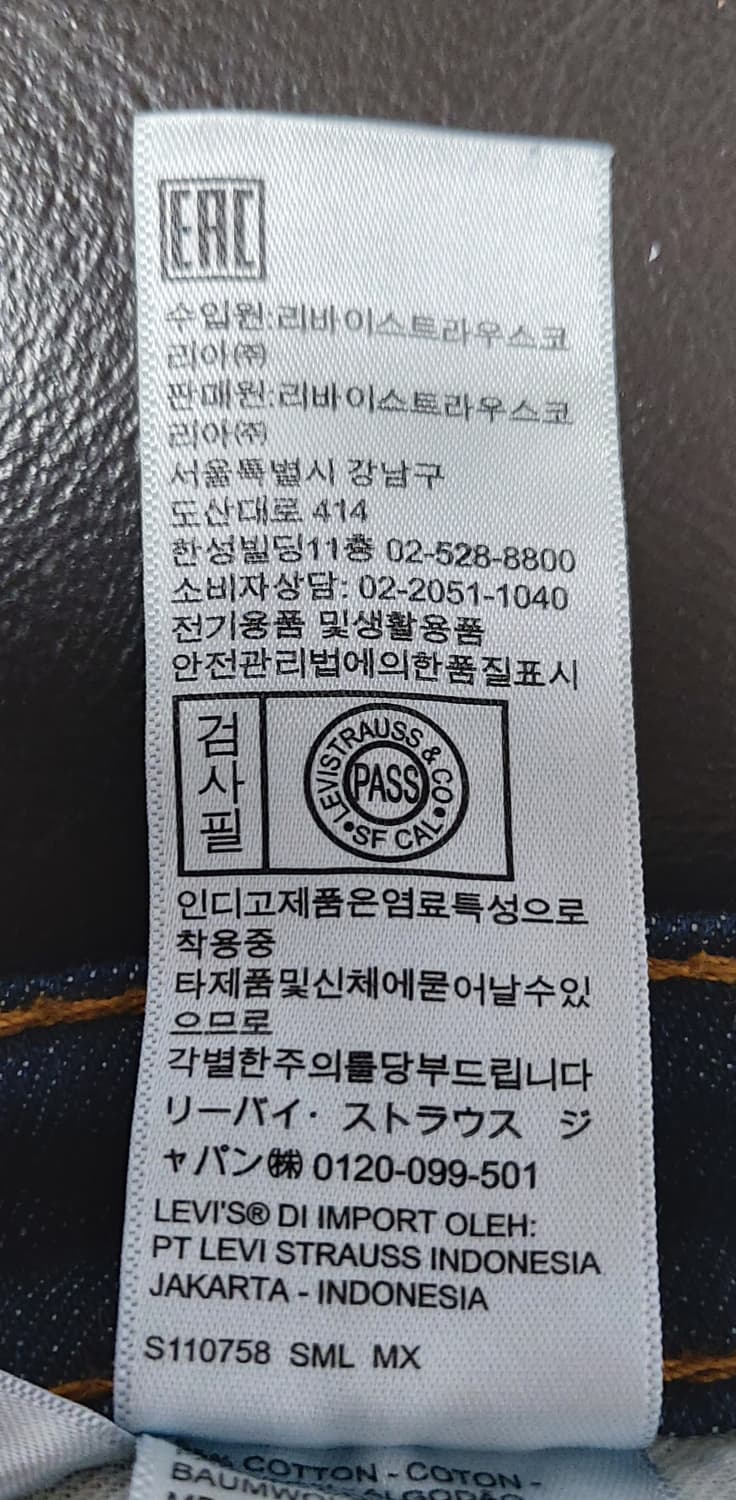 EAC
수입원:리바이스트라우스코
리아㈜
판매원:리바이스트라우스코
리아㈜
서울특별시 강남구
도산대로 414
한성빌딩11층 02-528-8800
소비자상담: 02-2051-1040
전기용품 및생활용품
안전관리법에의한품질표시
검
사
필
LEVI STRAUSS & CO
PASS
•SF CAL•
인디고제품은염료특성으로
착용중
타제품및신체에묻어날수있
으므로
각별한주의를당부드립니다
リーバイ・ストラウス ジ
ャパン㈱ 0120-099-501
LEVI'S® DI IMPORT OLEH:
PT LEVI STRAUSS INDONESIA
JAKARTA - INDONESIA
S110758 SML MX
COTTON - COTON -